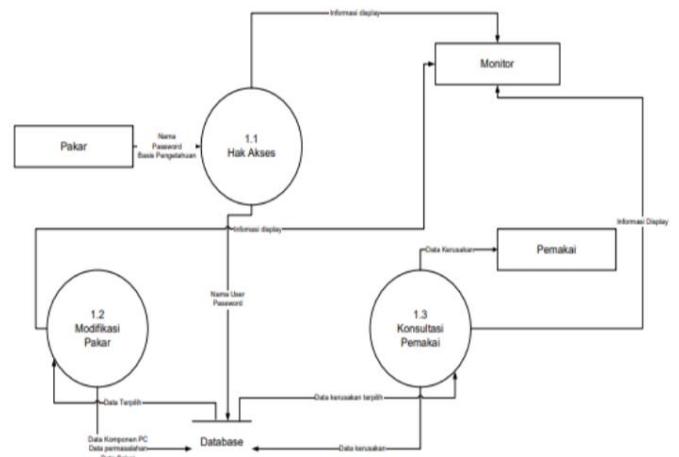 Informasi display
Monitor
1.1
Hak Akses
Pakar
Nama
Password
Basis Pengetahuan
Informasi display
Informasi Display
Data Kerusakan
Pemakai
Nama User
Password
1.2
Modifikasi
Pakar
1.3
Konsultasi
Pemakai
Data Terpilih
Data kerusakan terpilih
Data Komponen PC
Data permasalahan
Database
Data kerusakan